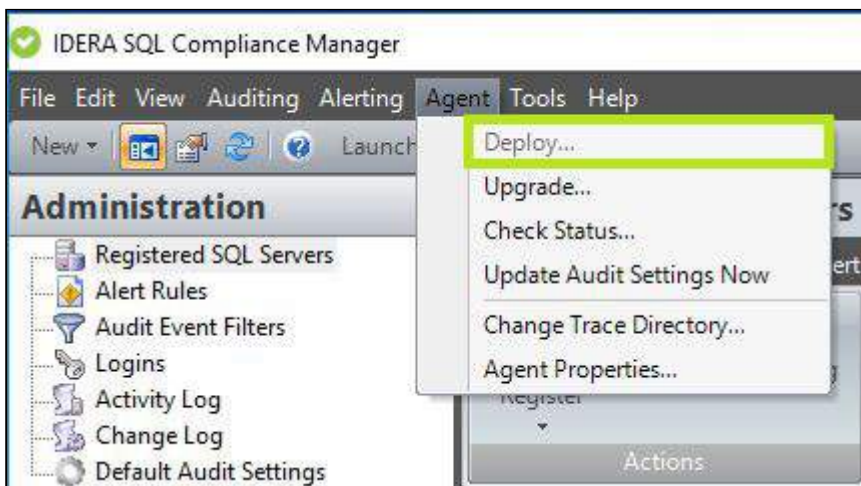 IDERA SQL Compliance Manager
File Edit View Auditing Alerting Agent Tools Help
New Launch
Deploy...
Upgrade...
Check Status...
Update Audit Settings Now
Change Trace Directory...
Agent Properties...
Administration
Registered SQL Servers
Alert Rules
Audit Event Filters
Logins
Activity Log
Change Log
Default Audit Settings
Register
Actions